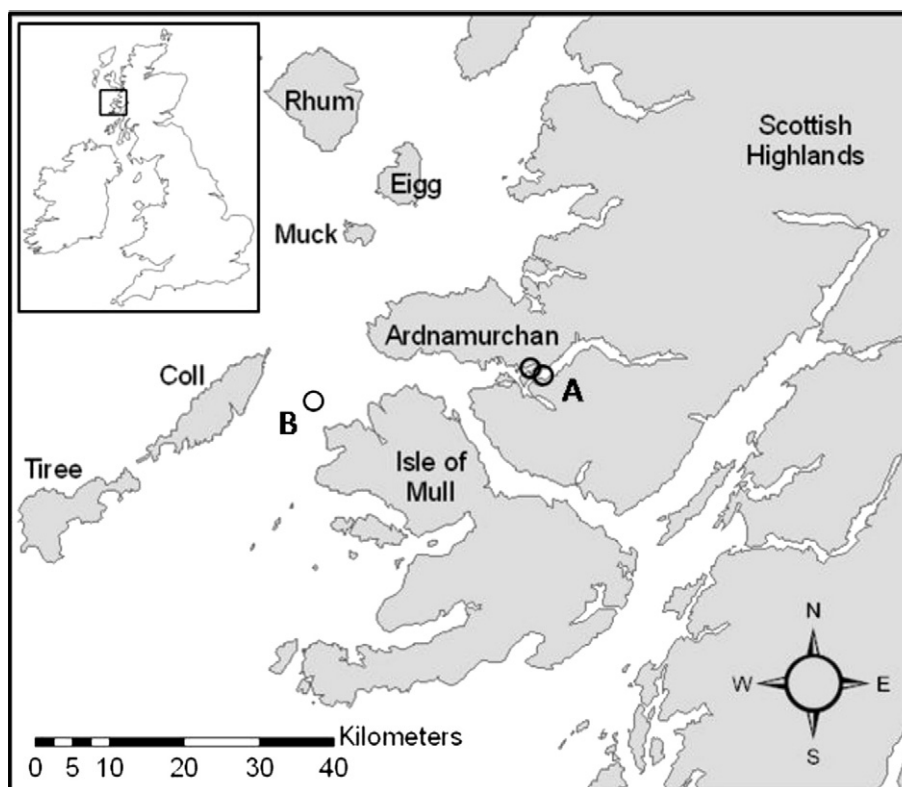 Rhum
Scottish
Highlands
Eigg
Muck
Ardnamurchan
Coll
A
B
Tiree
Isle of
Mull
N
W
E
S
Kilometers
0 5 10 20 30 40